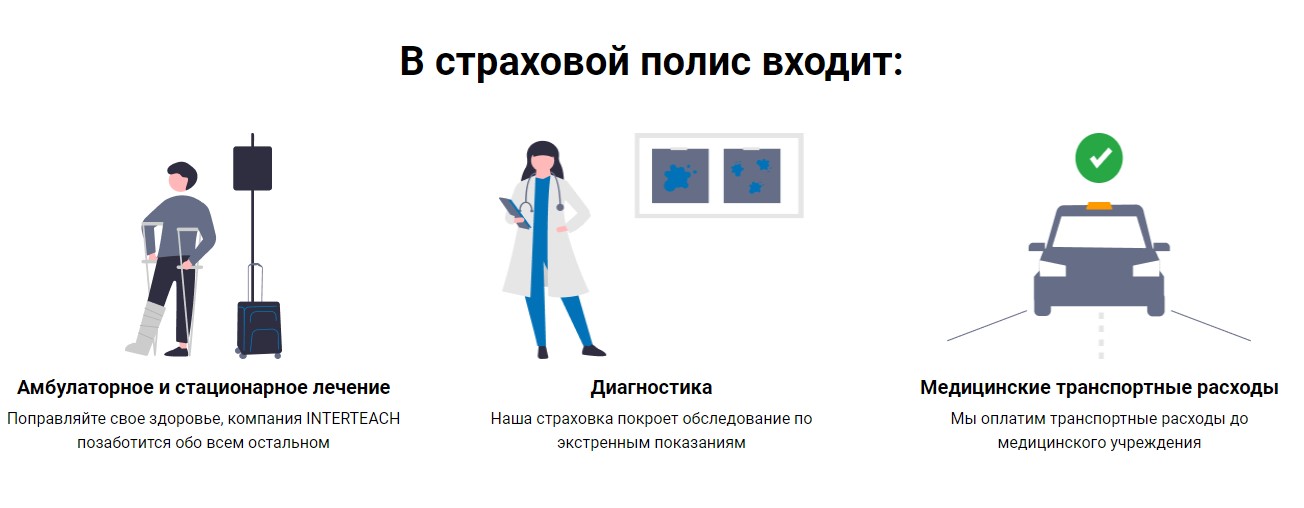 В страховой полис входит:
Амбулаторное и стационарное лечение
Поправляйте свое здоровье, компания INTERTEACH
позаботится обо всем остальном
Диагностика
Наша страховка покроет обследование по
экстренным показаниям
Медицинские транспортные расходы
Мы оплатим транспортные расходы до
медицинского учреждения